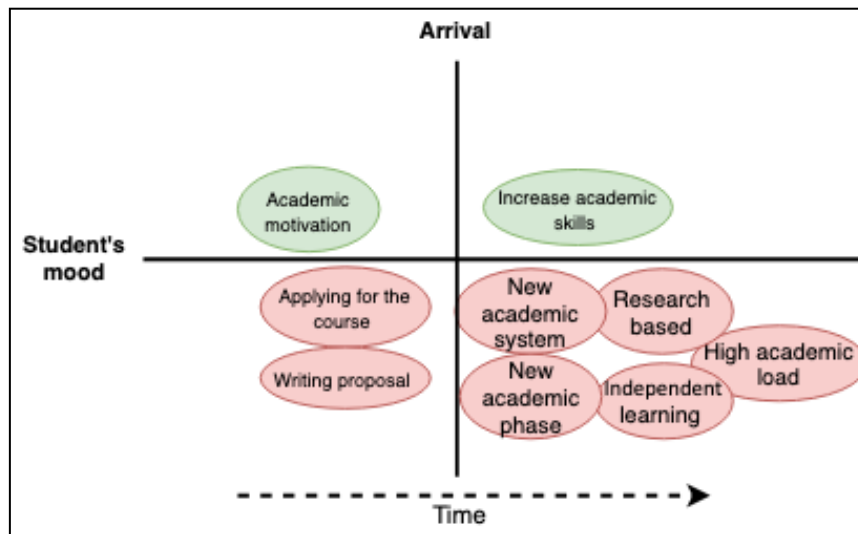 Arrival
Academic
motivation
Increase academic
skills
Student's
mood
Applying for the
course
Writing proposal
New
academic
system
Research
based
High academic
load
New
academic
phase
Independent
learning
Time